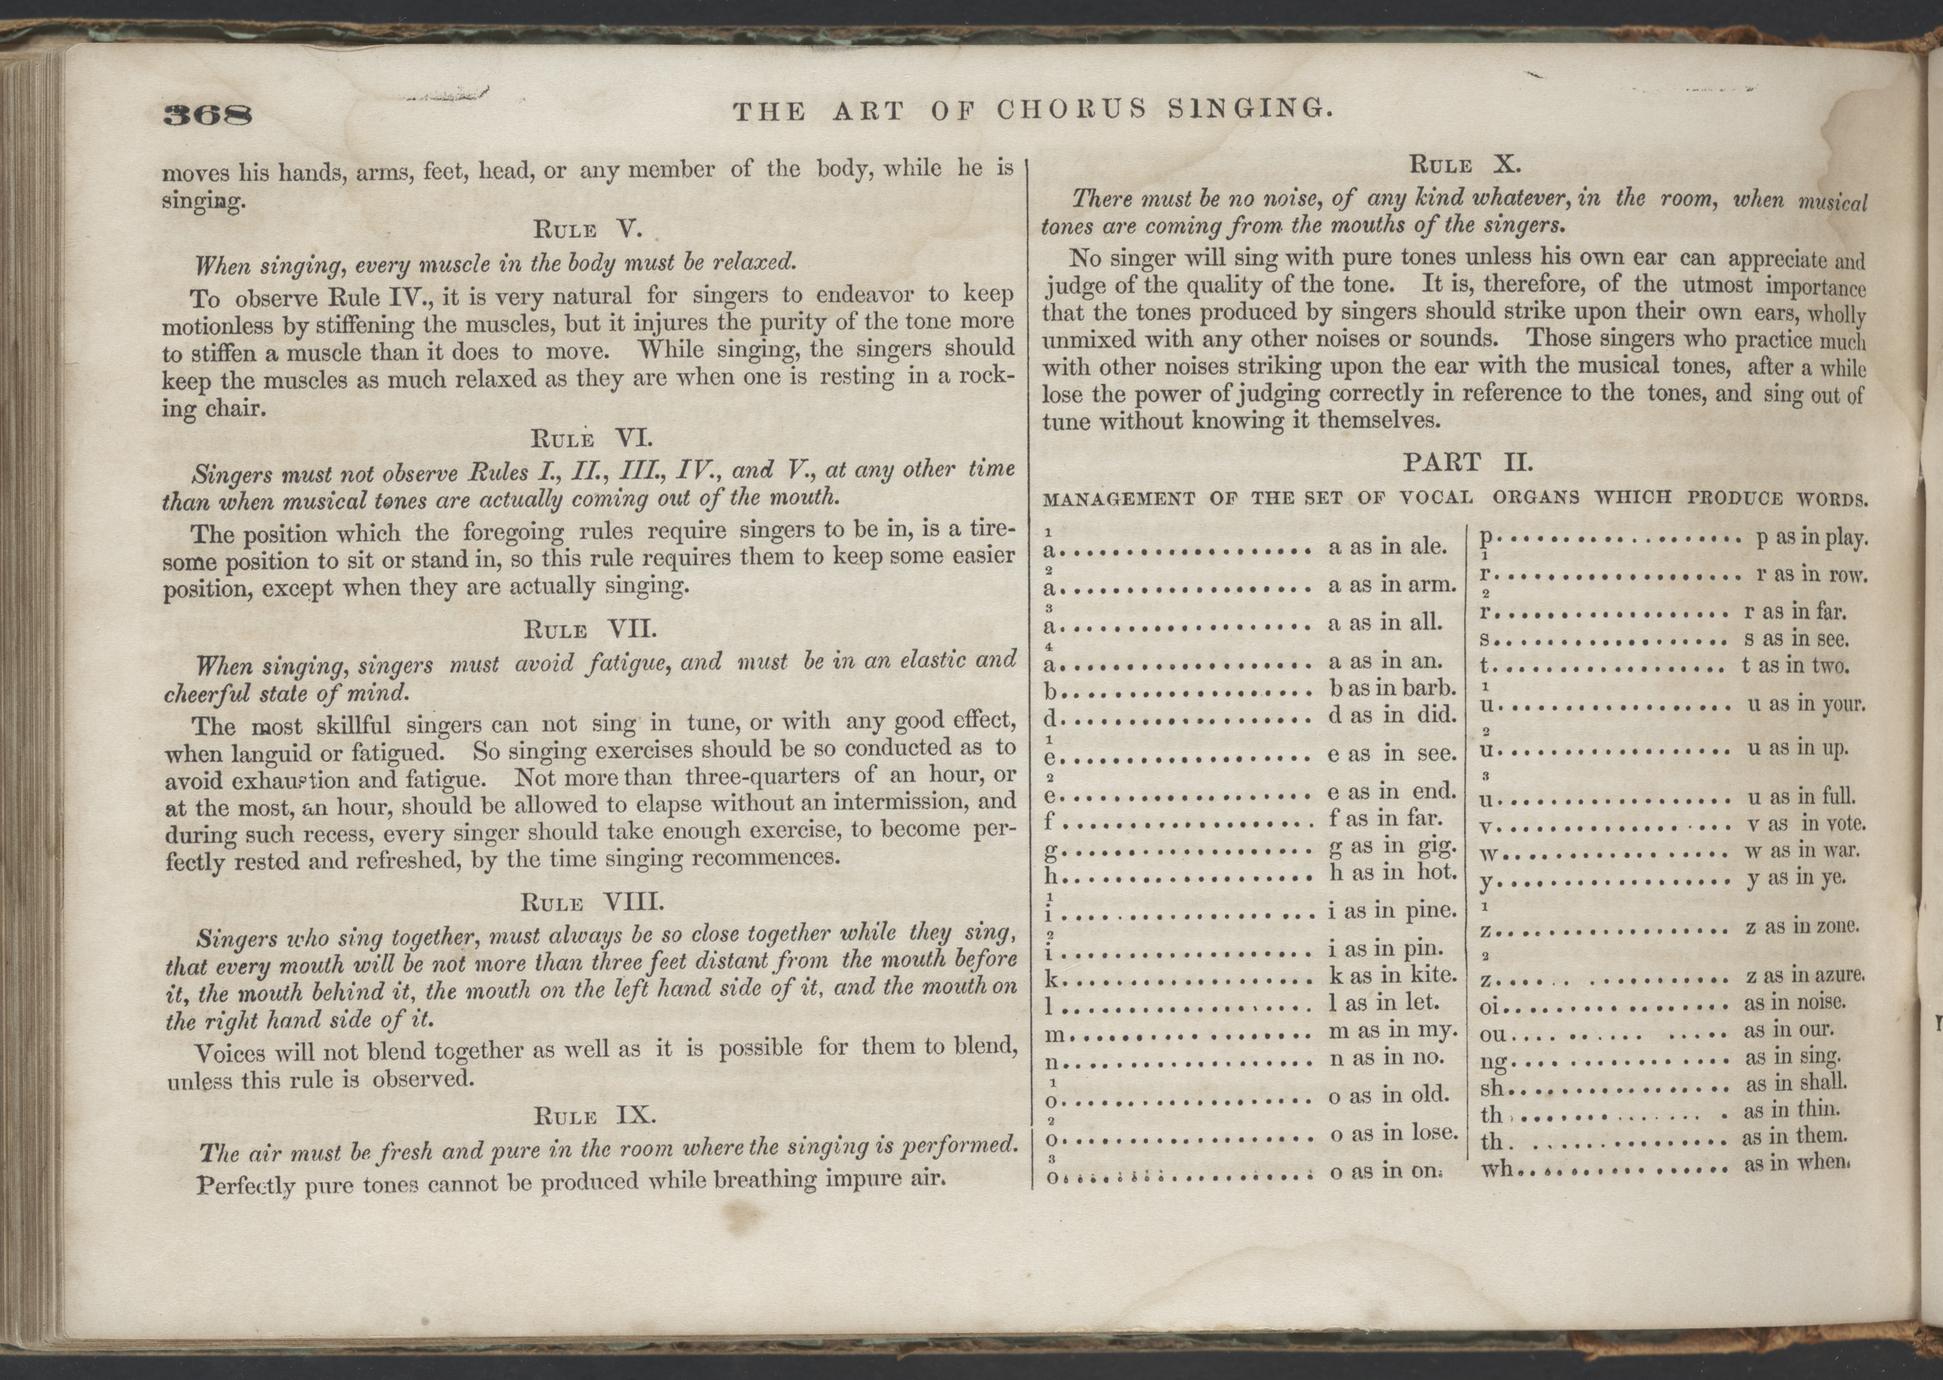 368
THE ART OF CHORUS SINGING.
moves his hands, arms, feet, head, or any member of the body, while he is
singing.
RULE V.
When singing, every muscle in the body must be relaxed.
To observe Rule IV., it is very natural for singers to endeavor to keep
motionless by stiffening the muscles, but it injures the purity of the tone more
to stiffen a muscle than it does to move. While singing, the singers should
keep the muscles as much relaxed as they are when one is resting in a rock-
ing chair.
RULE VI.
Singers must not observe Rules I., II., III., IV., and V., at any other time
than when musical tones are actually coming out of the mouth.
The position which the foregoing rules require singers to be in, is a tire-
some position to sit or stand in, so this rule requires them to keep some easier
position, except when they are actually singing.
RULE VII.
When singing, singers must avoid fatigue, and must be in an elastic and
cheerful state of mind.
The most skillful singers can not sing in tune, or with any good effect,
when languid or fatigued. So singing exercises should be so conducted as to
avoid exhaustion and fatigue. Not more than three-quarters of an hour, or
at the most, an hour, should be allowed to elapse without an intermission, and
during such recess, every singer should take enough exercise, to become per-
fectly rested and refreshed, by the time singing recommences.
RULE VIII.
Singers who sing together, must always be so close together while they sing,
that every mouth will be not more than three feet distant from the mouth before
it, the mouth behind it, the mouth on the left hand side of it, and the mouth on
the right hand side of it.
Voices will not blend together as well as it is possible for them to blend,
unless this rule is observed.
RULE IX.
The air must be fresh and pure in the room where the singing is performed.
Perfectly pure tones cannot be produced while breathing impure air.
RULE X.
There must be no noise, of any kind whatever, in the room, when musical
tones are coming from the mouths of the singers.
No singer will sing with pure tones unless his own ear can appreciate and
judge of the quality of the tone. It is, therefore, of the utmost importance
that the tones produced by singers should strike upon their own ears, wholly
unmixed with any other noises or sounds. Those singers who practice much
with other noises striking upon the ear with the musical tones, after a while
lose the power of judging correctly in reference to the tones, and sing out of
tune without knowing it themselves.
PART II.
MANAGEMENT OF THE SET OF VOCAL ORGANS WHICH PRODUCE WORDS.
1
a................... a as in ale.
2
a................... a as in arm.
3
a................... a as in all.
4
a................... a as in an.
b................... b as in barb.
d................... d as in did.
1
e................... e as in see.
2
e................... e as in end.
f................... f as in far.
g................... g as in gig.
h................... h as in hot.
1
i................... i as in pine.
2
i................... i as in pin.
k................... k as in kite.
l................... l as in let.
m................... m as in my.
n................... n as in no.
1
o................... o as in old.
2
o................... o as in lose.
3
o................... o as in on.
p................... p as in play.
1
r................... r as in row.
2
r................... r as in far.
s................... s as in see.
t................... t as in two.
1
u................... u as in your.
2
u................... u as in up.
3
u................... u as in full.
v................... v as in vote.
w................... w as in war.
y................... y as in ye.
1
z................... z as in zone.
2
z................... z as in azure.
oi................... as in noise.
ou................... as in our.
ng................... as in sing.
sh................... as in shall.
th................... as in thin.
th................... as in them.
wh................... as in when.